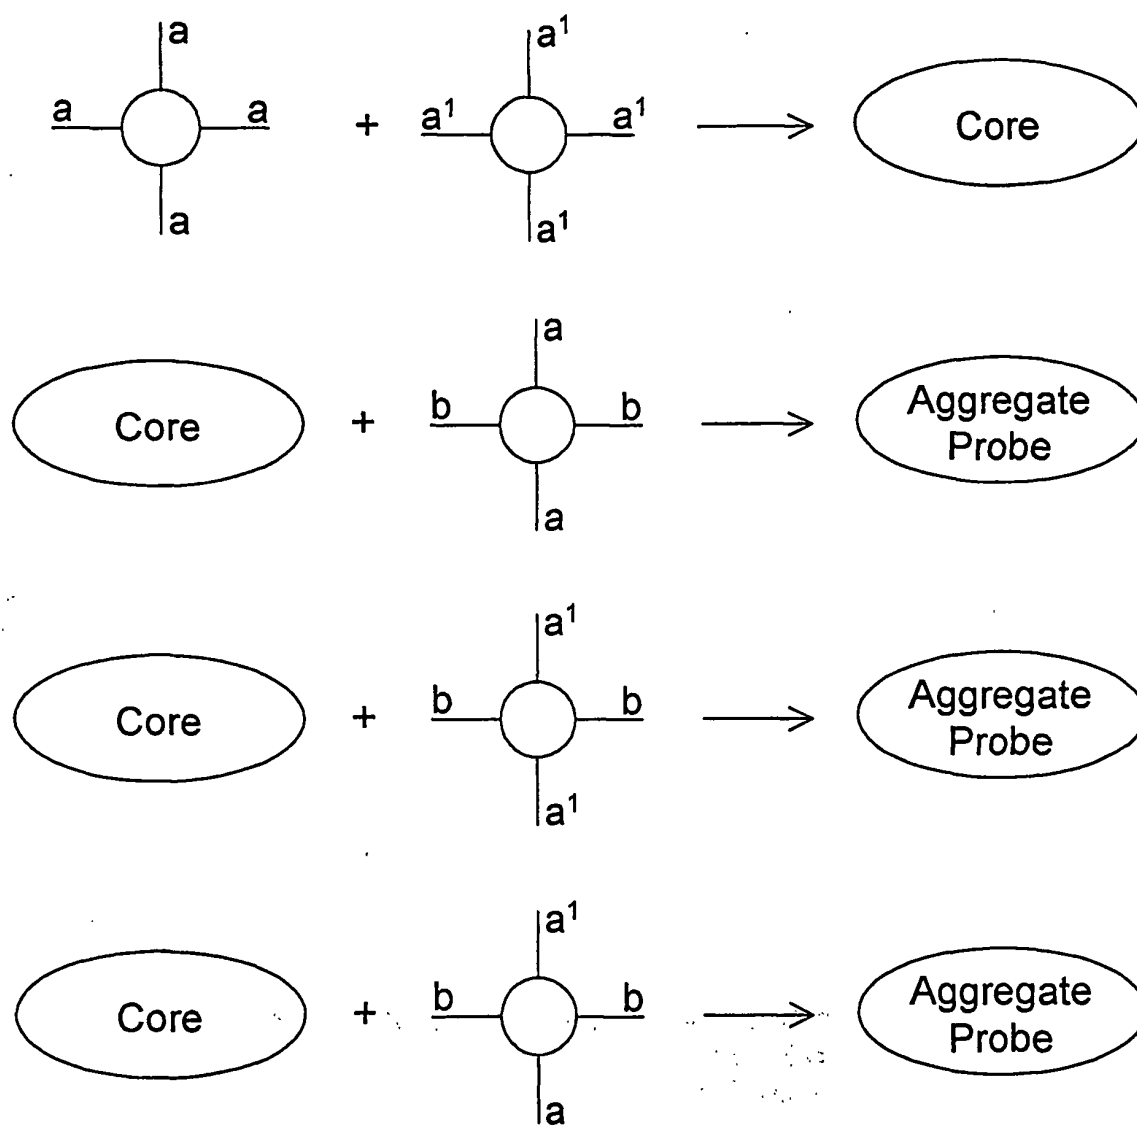 a
a a
a
+
a¹
a¹ a¹
a¹
Core
Core
+
a
b b
a
Aggregate
Probe
Core
+
a¹
b b
a¹
Aggregate
Probe
Core
+
a¹
b b
a
Aggregate
Probe